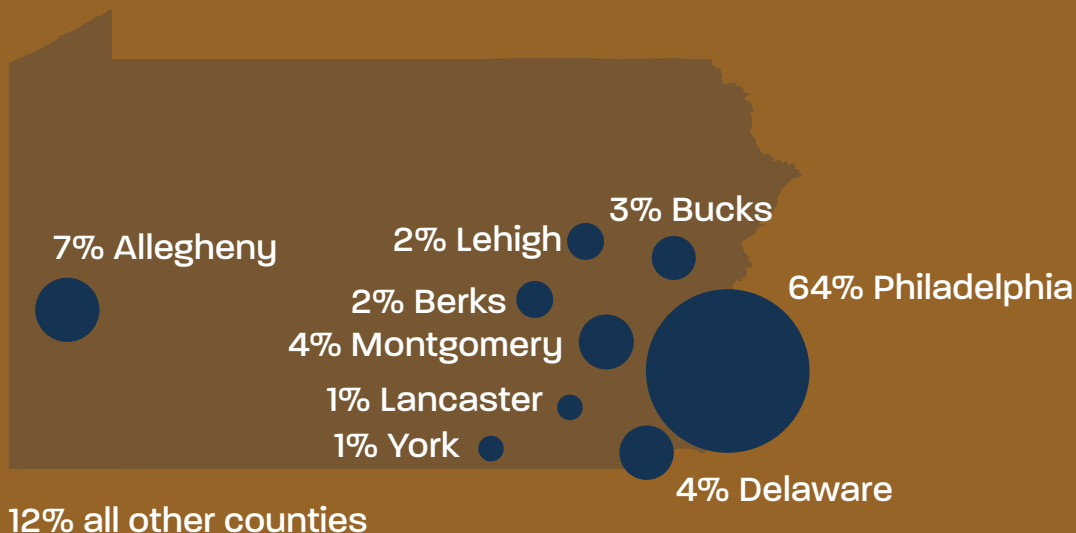 3% Bucks
2% Lehigh
7% Allegheny
64% Philadelphia
2% Berks
4% Montgomery
1% Lancaster
1% York
4% Delaware
12% all other counties